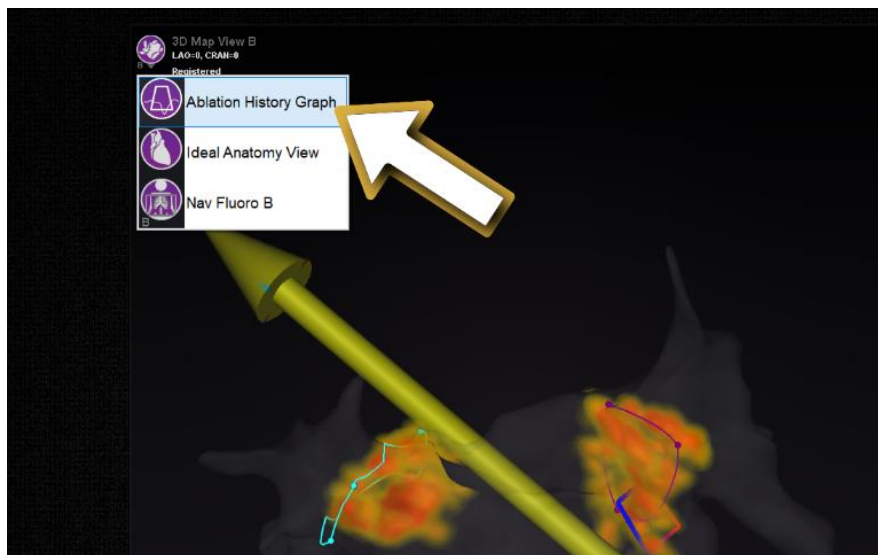 3D Map View B
LAO=0, CRAN=0
B
Registered
Ablation History Graph
Ideal Anatomy View
Nav Fluoro B
B